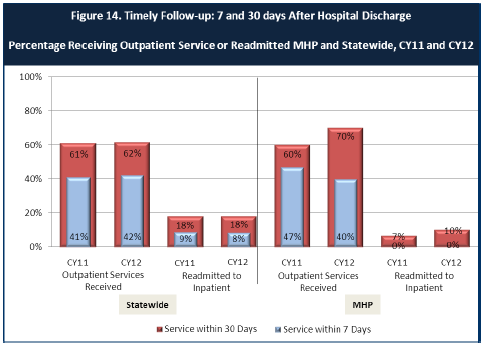 Figure 14. Timely Follow-up: 7 and 30 days After Hospital Discharge
Percentage Receiving Outpatient Service or Readmitted MHP and Statewide, CY11 and CY12
100%
80%
60%
40%
20%
0%
61%
41%
62%
42%
18%
9%
18%
8%
60%
47%
70%
40%
7%
0%
10%
0%
CY11
CY12
CY11
CY12
CY11
CY12
CY11
CY12
Outpatient Services
Received
Readmitted to
Inpatient
Outpatient Services
Received
Readmitted to
Inpatient
Statewide
MHP
Service within 30 Days
Service within 7 Days